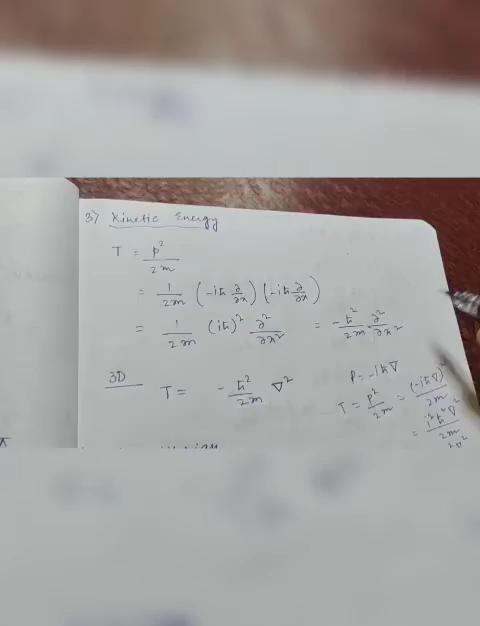 3) Kinetic Energy
T = p²/2m
= 1/2m (-iħ ∂/∂x) (-iħ ∂/∂x)
= 1/2m (iħ)² ∂²/∂x² = -ħ²/2m ∂²/∂x²
3D
T = -ħ²/2m ∇²
P = -iħ∇
T = p²/2m = (-iħ∇)²/2m
= i²ħ²∇²/2m